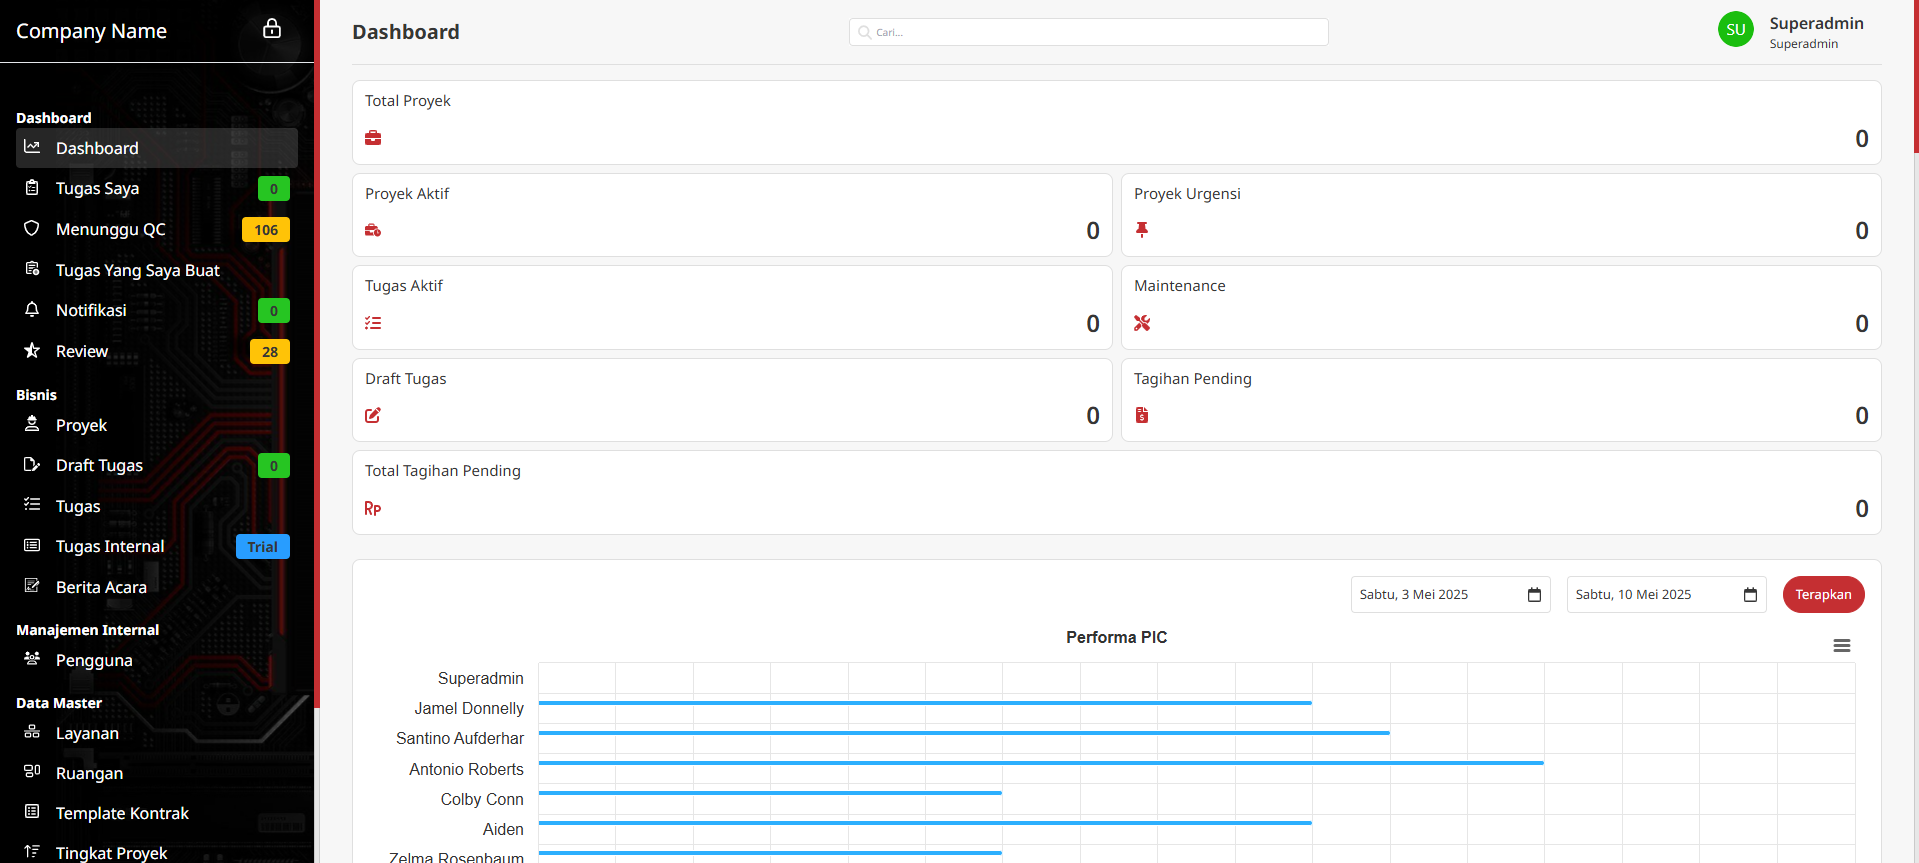 Company Name
Dashboard
Dashboard
Tugas Saya 0
Menunggu QC 106
Tugas Yang Saya Buat
Notifikasi 0
Review 28
Bisnis
Proyek
Draft Tugas 0
Tugas
Tugas Internal Trial
Berita Acara
Manajemen Internal
Pengguna
Data Master
Layanan
Ruangan
Template Kontrak
Tingkat Proyek
Dashboard
Cari...
SU
Superadmin
Superadmin
Total Proyek
0
Proyek Aktif
0
Proyek Urgensi
0
Tugas Aktif
0
Maintenance
0
Draft Tugas
0
Tagihan Pending
0
Total Tagihan Pending
Rp
0
Sabtu, 3 Mei 2025
Sabtu, 10 Mei 2025
Terapkan
Performa PIC
Superadmin
Jamel Donnelly
Santino Aufderhar
Antonio Roberts
Colby Conn
Aiden
Zelma Rosenbaum